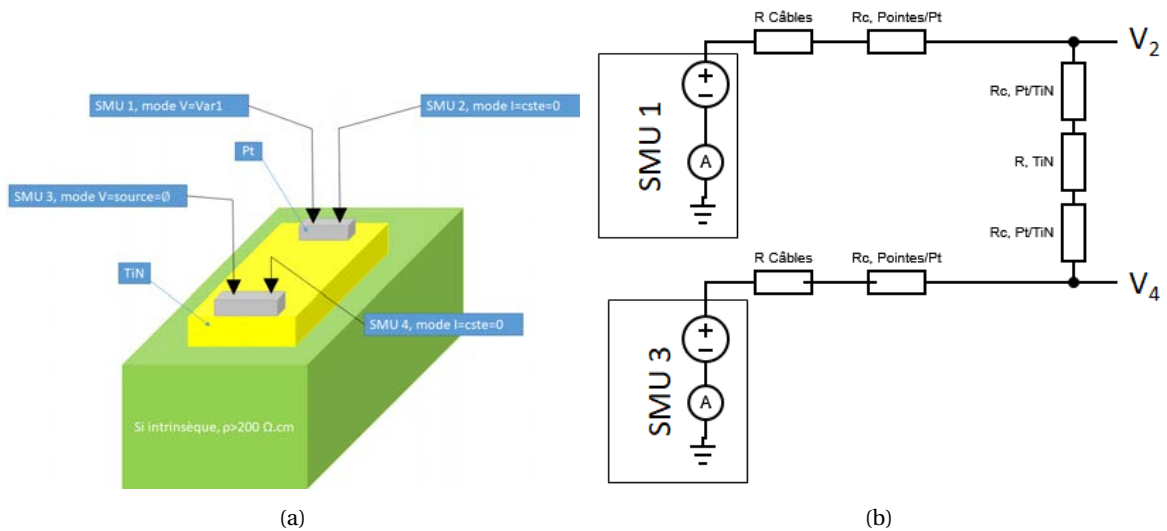 SMU 1, mode V=Var1
SMU 2, mode I=cste=0
Pt
SMU 3, mode V=source=Ø
TiN
SMU 4, mode I=cste=0
Si intrinsèque, ρ>200 Ω.cm
(a)
R Câbles
Rc, Pointes/Pt
V2
SMU 1
+
−
A
Rc, Pt/TiN
R, TiN
Rc, Pt/TiN
R Câbles
Rc, Pointes/Pt
V4
SMU 3
+
−
A
(b)